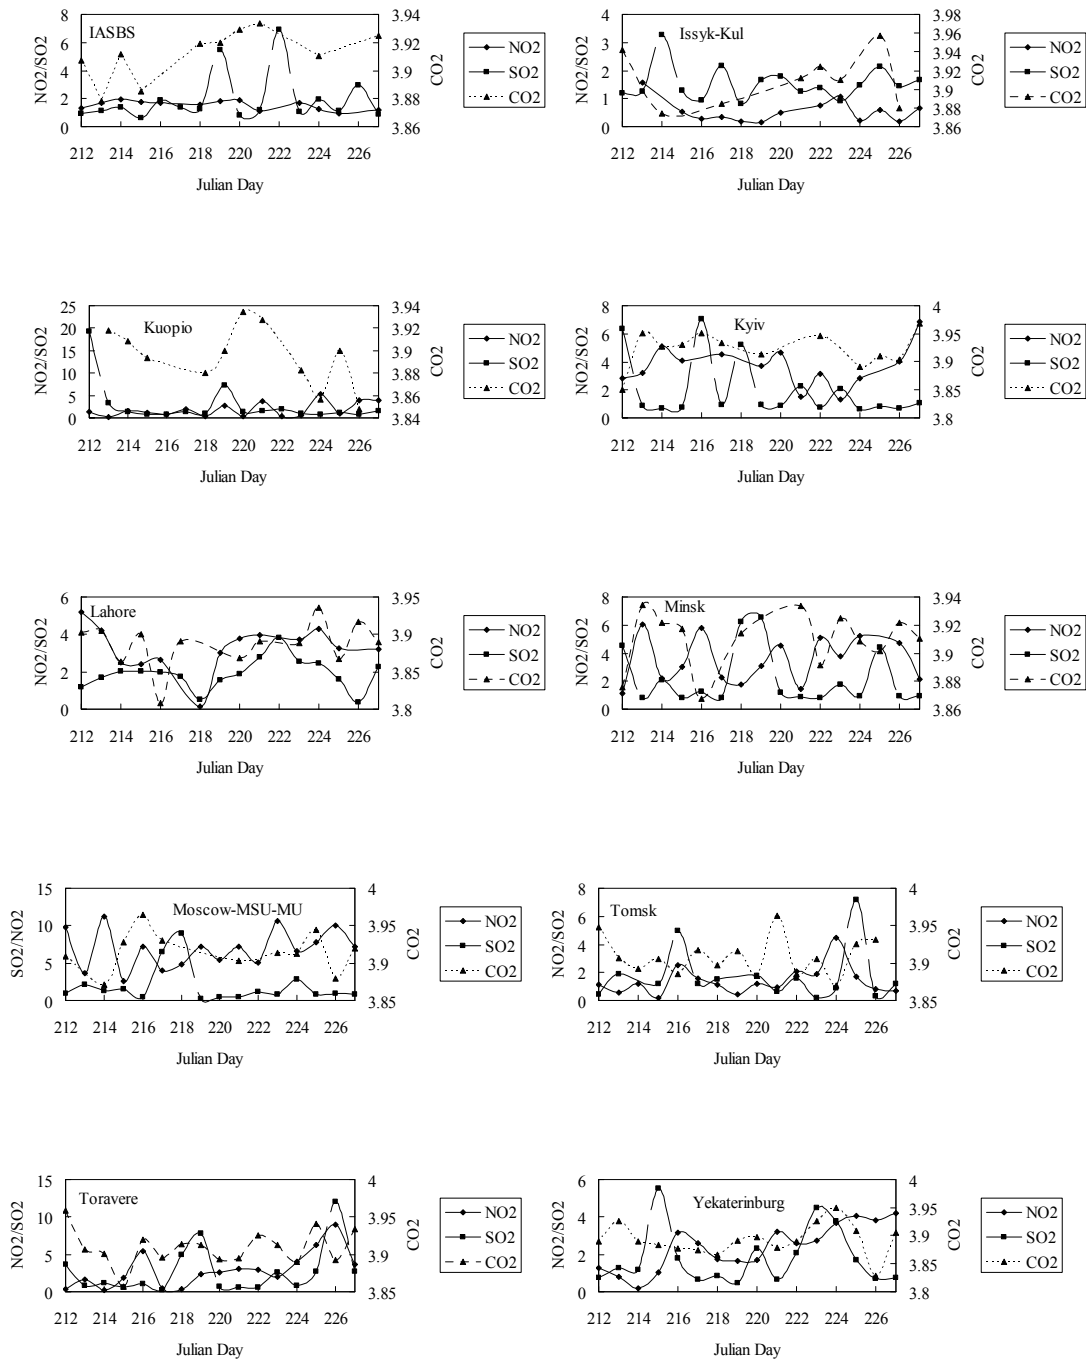 8 3.94
IASBS
6 3.92
4 3.9
2 3.88
0 3.86
NO2/SO2
CO2
212 214 216 218 220 222 224 226
Julian Day
NO2
SO2
CO2
4 3.98
Issyk-Kul
3.96
3 3.94
2 3.92
3.9
1 3.88
0 3.86
NO2/SO2
CO2
212 214 216 218 220 222 224 226
Julian Day
NO2
SO2
CO2
25 3.94
Kuopio
20 3.92
15 3.9
10 3.88
5 3.86
0 3.84
NO2/SO2
CO2
212 214 216 218 220 222 224 226
Julian Day
NO2
SO2
CO2
8 4
Kyiv
6 3.95
4 3.9
2 3.85
0 3.8
NO2/SO2
CO2
212 214 216 218 220 222 224 226
Julian Day
NO2
SO2
CO2
6 3.95
Lahore
4 3.9
2 3.85
0 3.8
NO2/SO2
CO2
212 214 216 218 220 222 224 226
Julian Day
NO2
SO2
CO2
8 3.94
Minsk
6 3.92
4 3.9
2 3.88
0 3.86
NO2/SO2
CO2
212 214 216 218 220 222 224 226
Julian Day
NO2
SO2
CO2
15 4
Moscow-MSU-MU
10 3.95
5 3.9
0 3.85
SO2/NO2
CO2
212 214 216 218 220 222 224 226
Julian Day
NO2
SO2
CO2
8 4
Tomsk
6 3.95
4
2 3.9
0 3.85
NO2/SO2
CO2
212 214 216 218 220 222 224 226
Julian Day
NO2
SO2
CO2
15 4
Toravere
10 3.95
5 3.9
0 3.85
NO2/SO2
CO2
212 214 216 218 220 222 224 226
Julian Day
NO2
SO2
CO2
6 4
Yekaterinburg
3.95
4 3.9
2 3.85
0 3.8
NO2/SO2
CO2
212 214 216 218 220 222 224 226
Julian Day
NO2
SO2
CO2